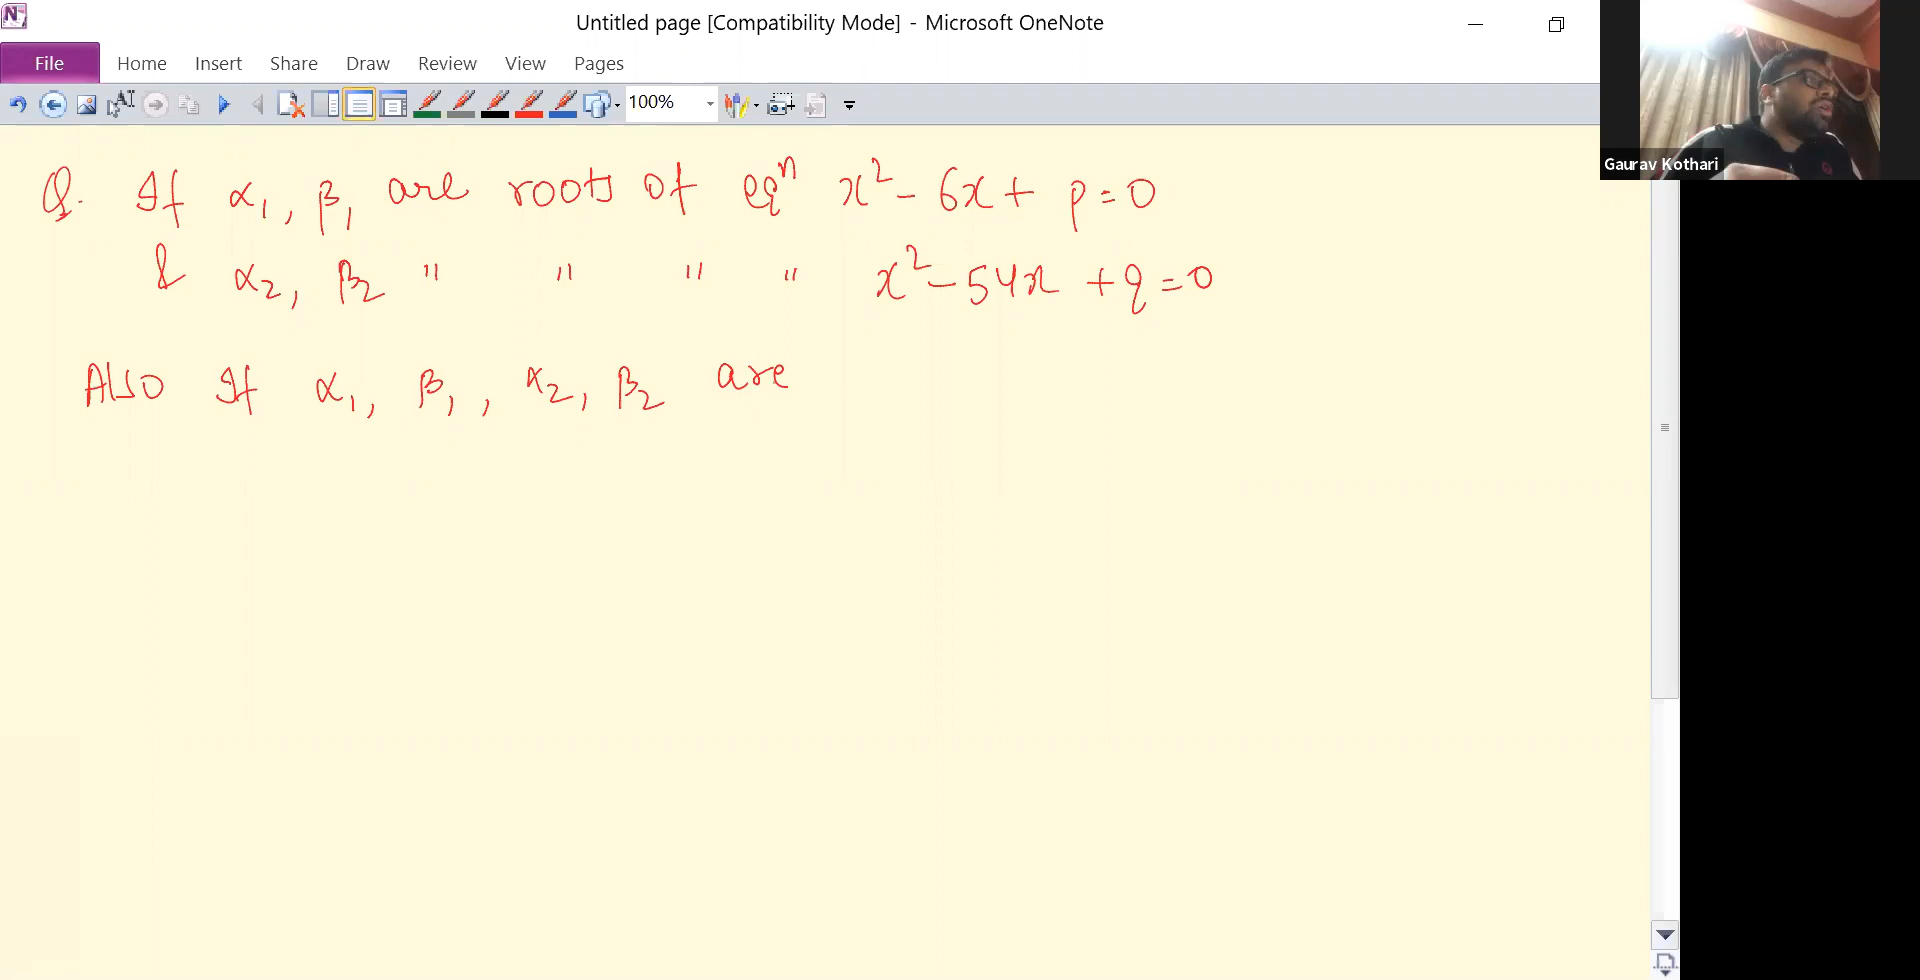 Untitled page [Compatibility Mode] - Microsoft OneNote
File Home Insert Share Draw Review View Pages
100%
Gaurav Kothari
Q. If α₁, β₁ are roots of eqⁿ x² - 6x + p = 0
& α₂, β₂ " " " " x² - 54x + q = 0
Also If α₁, β₁, α₂, β₂ are